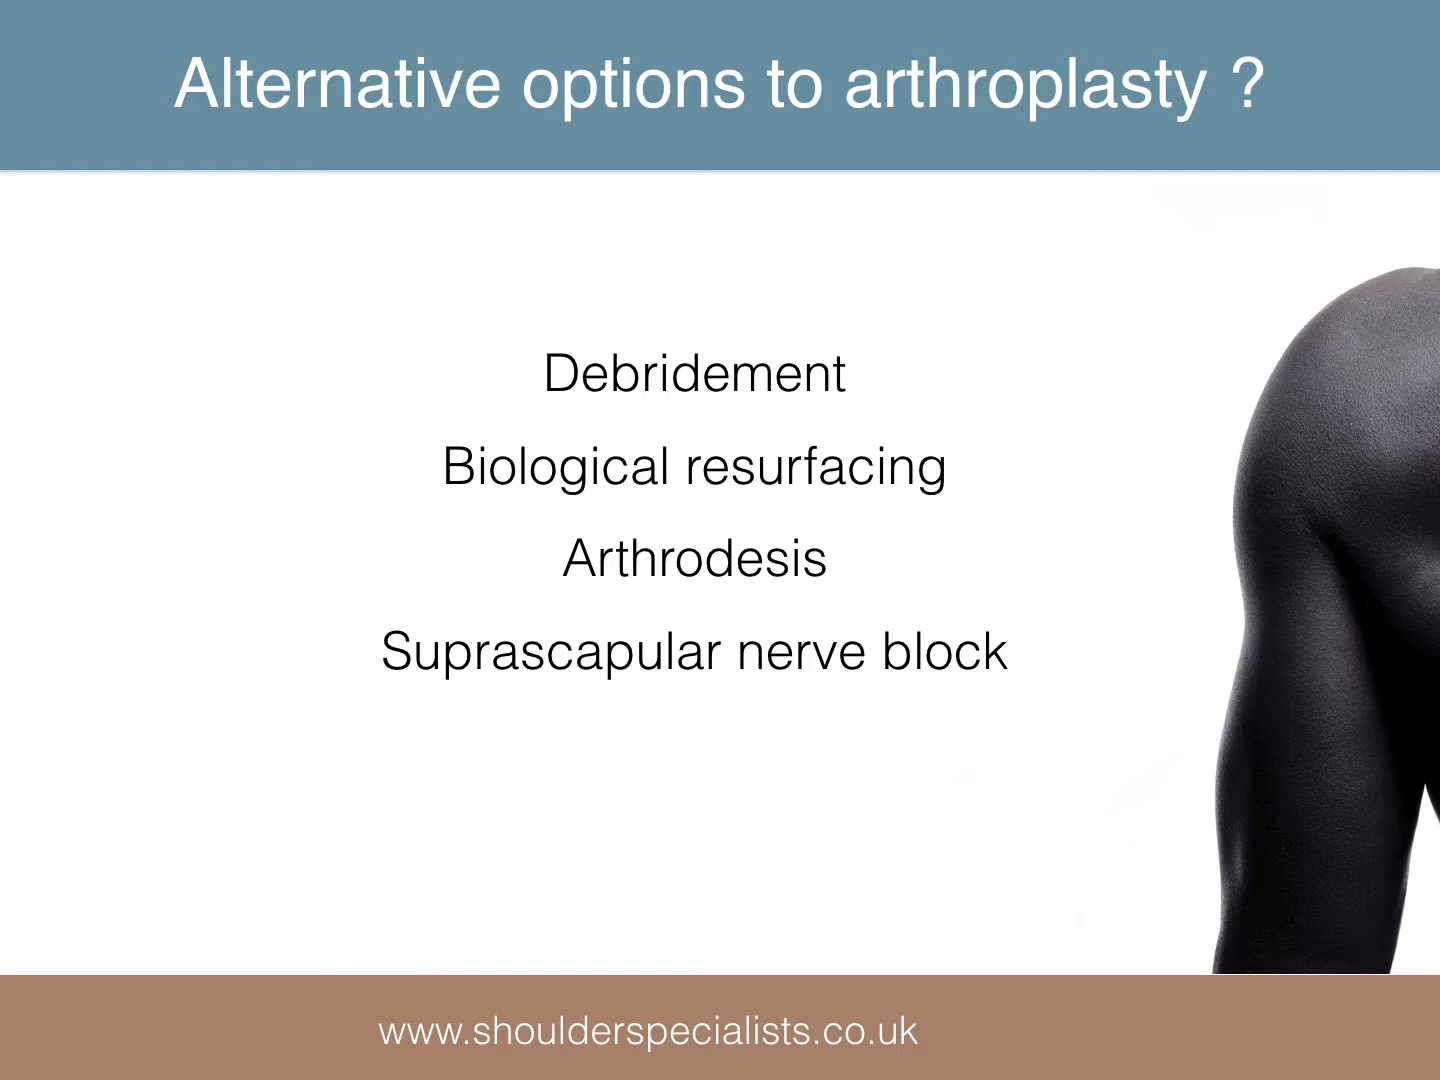 Alternative options to arthroplasty ?
Debridement
Biological resurfacing
Arthrodesis
Suprascapular nerve block
www.shoulderspecialists.co.uk